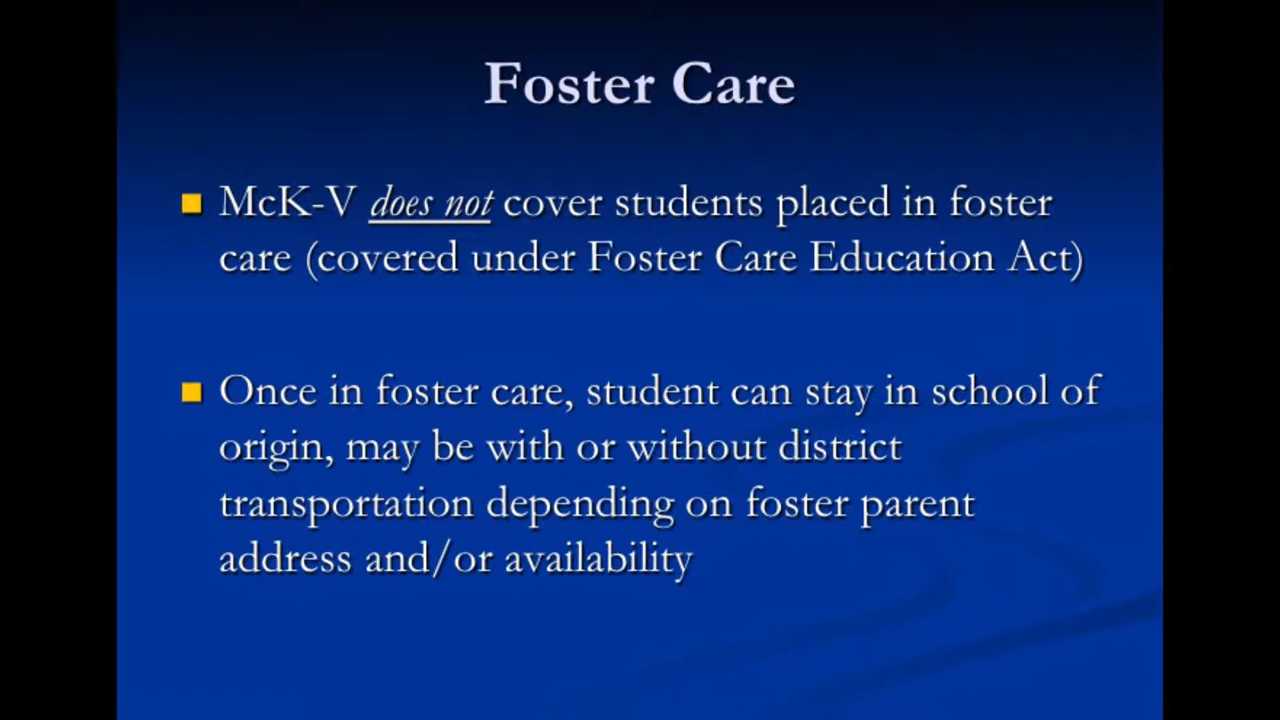 Foster Care
McK-V does not cover students placed in foster
care (covered under Foster Care Education Act)
Once in foster care, student can stay in school of
origin, may be with or without district
transportation depending on foster parent
address and/or availability